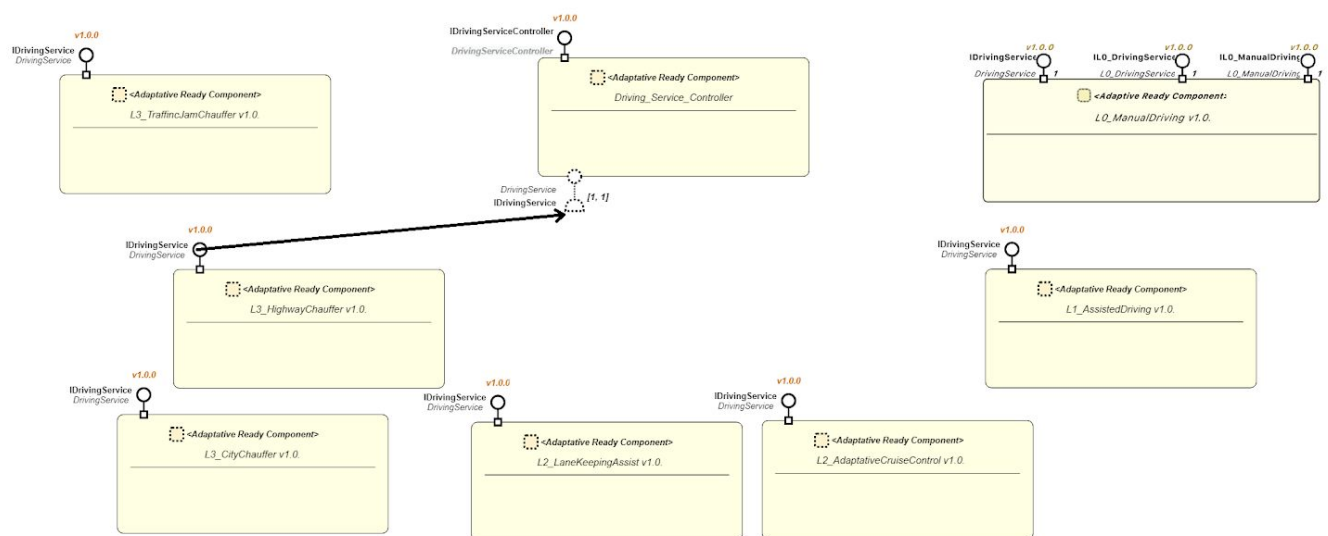 v1.0.0
IDrivingService
DrivingService
<Adaptative Ready Component>
L3_TraffincJamChauffer v1.0.
v1.0.0
IDrivingServiceController
DrivingServiceController
<Adaptative Ready Component>
Driving_Service_Controller
DrivingService
IDrivingService
[1, 1]
v1.0.0
IDrivingService
DrivingService
1
v1.0.0
IL0_DrivingService
L0_DrivingService
1
v1.0.0
IL0_ManualDriving
L0_ManualDriving
1
<Adaptive Ready Component>
L0_ManualDriving v1.0.
v1.0.0
IDrivingService
DrivingService
<Adaptative Ready Component>
L3_HighwayChauffer v1.0.
v1.0.0
IDrivingService
DrivingService
<Adaptative Ready Component>
L1_AssistedDriving v1.0.
v1.0.0
IDrivingService
DrivingService
<Adaptative Ready Component>
L3_CityChauffer v1.0.
v1.0.0
IDrivingService
DrivingService
<Adaptative Ready Component>
L2_LaneKeepingAssist v1.0.
v1.0.0
IDrivingService
DrivingService
<Adaptative Ready Component>
L2_AdaptativeCruiseControl v1.0.